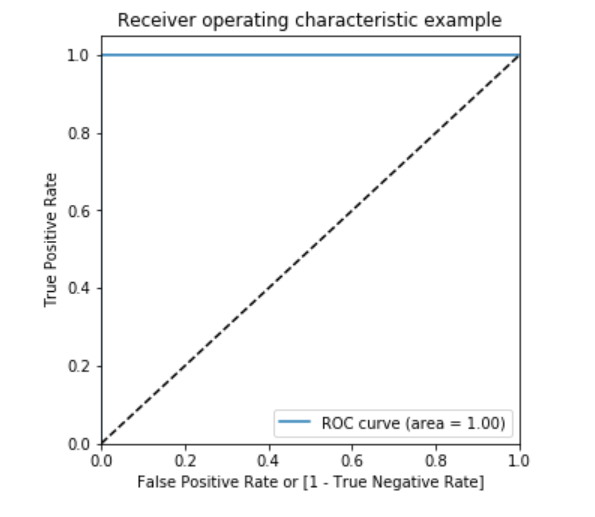 Receiver operating characteristic example
1.0
0.8
0.6
0.4
0.2
0.0
True Positive Rate
ROC curve (area = 1.00)
0.0 0.2 0.4 0.6 0.8 1.0
False Positive Rate or [1 - True Negative Rate]